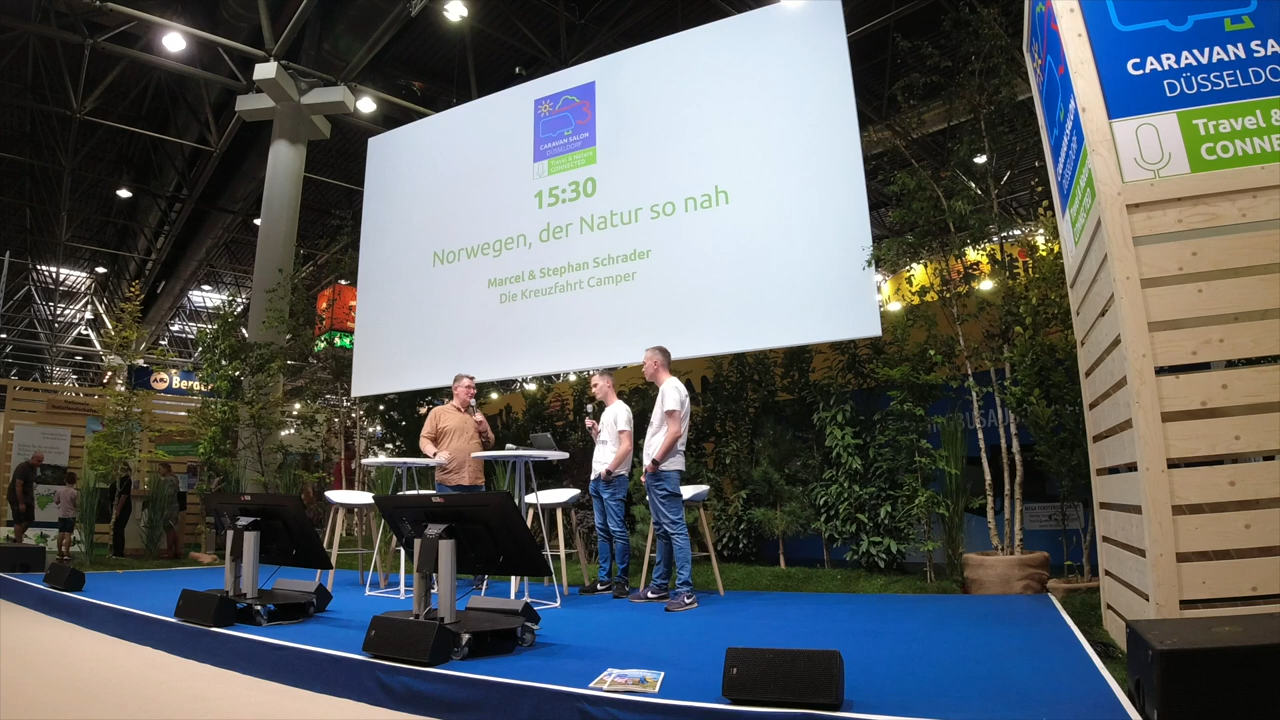 CARAVAN SALON
DÜSSELDORF
Travel & Nature
CONNECTED
15:30
Norwegen, der Natur so nah
Marcel & Stephan Schrader
Die Kreuzfahrt Camper
CARAVAN SA
DÜSSELDO
Travel &
CONNE